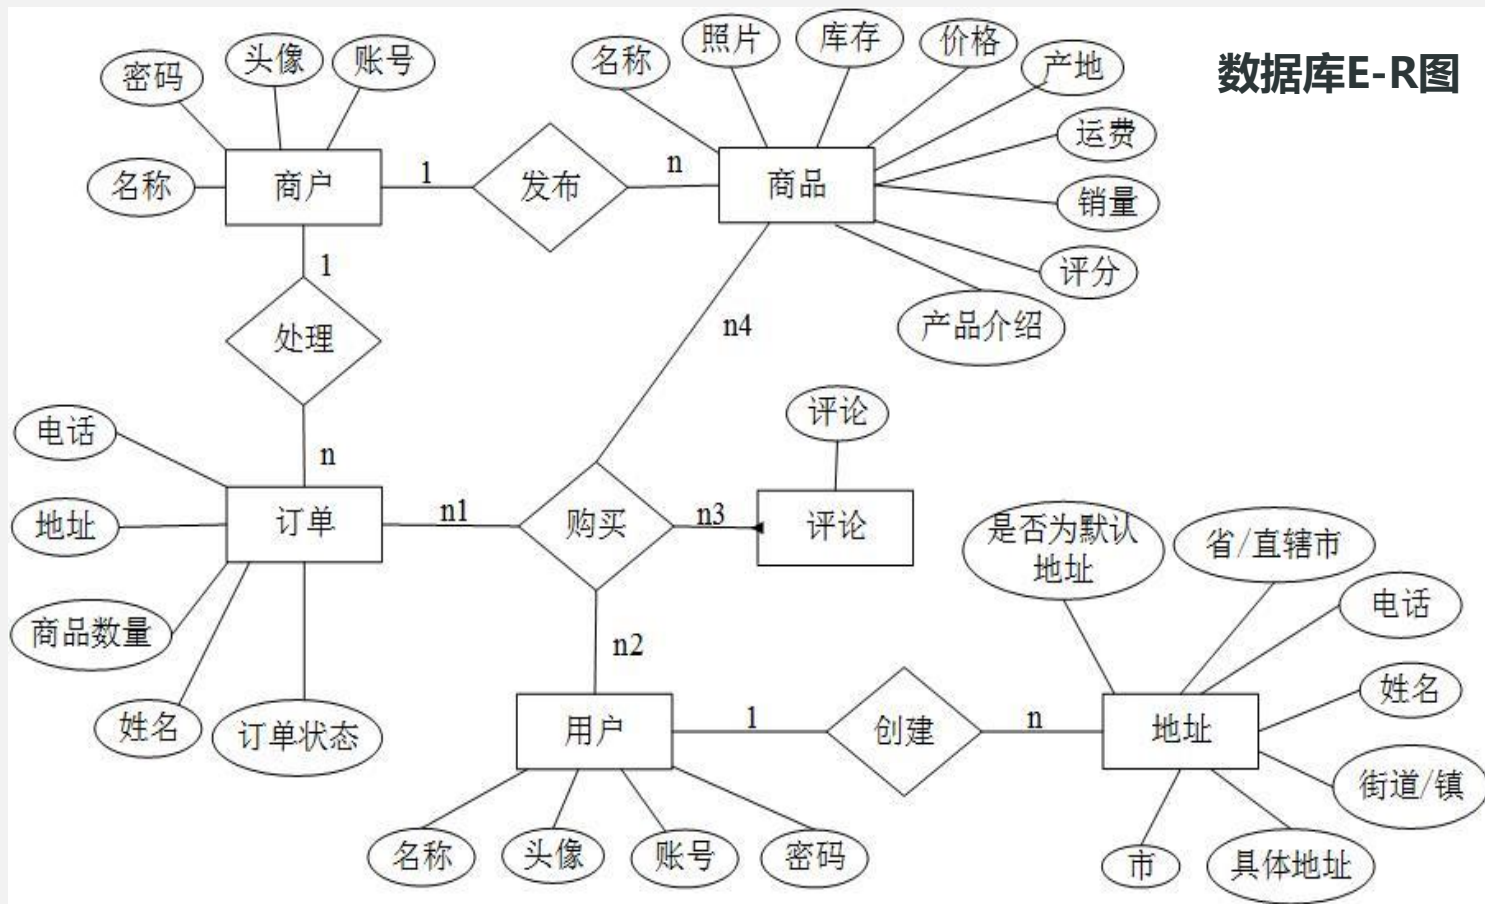 数据库E-R图
密码
头像
账号
名称
商户
1
发布
n
商品
名称
照片
库存
价格
产地
运费
销量
评分
产品介绍
1
处理
n
n4
电话
地址
商品数量
姓名
订单状态
订单
n1
购买
n3
评论
评论
n2
用户
名称
头像
账号
密码
1
创建
n
地址
是否为默认
地址
省/直辖市
电话
姓名
街道/镇
具体地址
市